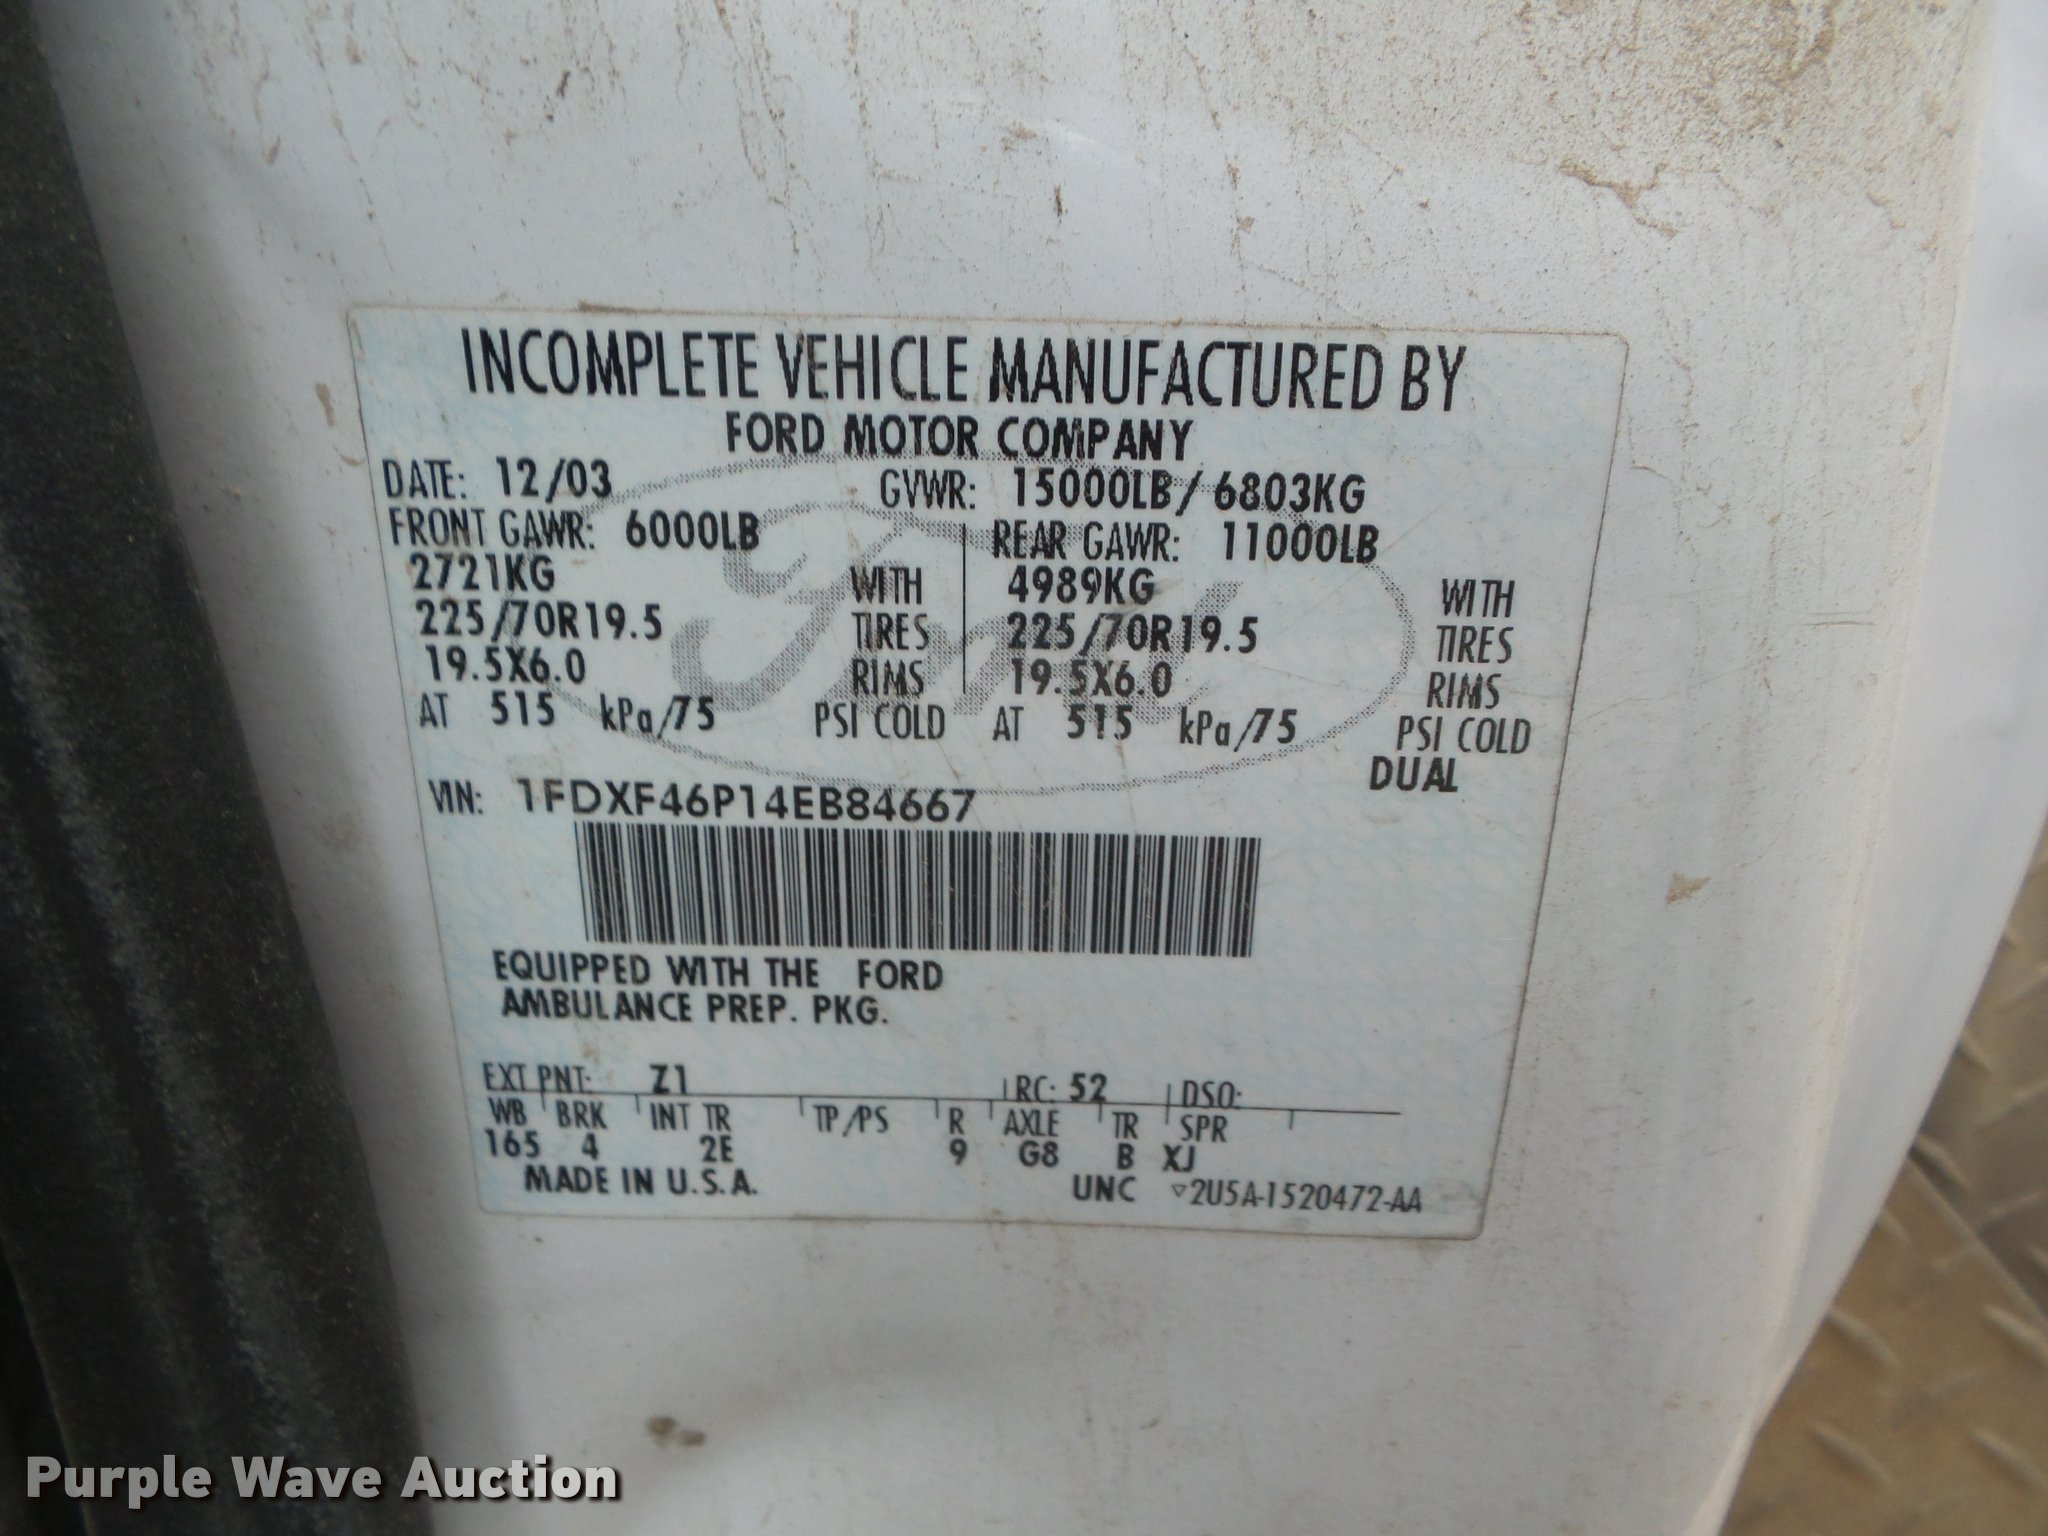 INCOMPLETE VEHICLE MANUFACTURED BY
FORD MOTOR COMPANY
DATE: 12/03 GVWR: 15000LB / 6803KG
FRONT GAWR: 6000LB REAR GAWR: 11000LB
2721KG WITH 4989KG WITH
225/70R19.5 TIRES 225/70R19.5 TIRES
19.5X6.0 RIMS 19.5X6.0 RIMS
AT 515 kPa/75 PSI COLD AT 515 kPa/75 PSI COLD
DUAL
Ford
VIN: 1FDXF46P14EB84667
EQUIPPED WITH THE FORD
AMBULANCE PREP. PKG.
EXT PNT: Z1 RC: 52 DSO:
WB BRK INT TR TP/PS R AXLE TR SPR
165 4 2E 9 G8 B XJ
MADE IN U.S.A. UNC ▽2U5A-1520472-AA
Purple Wave Auction